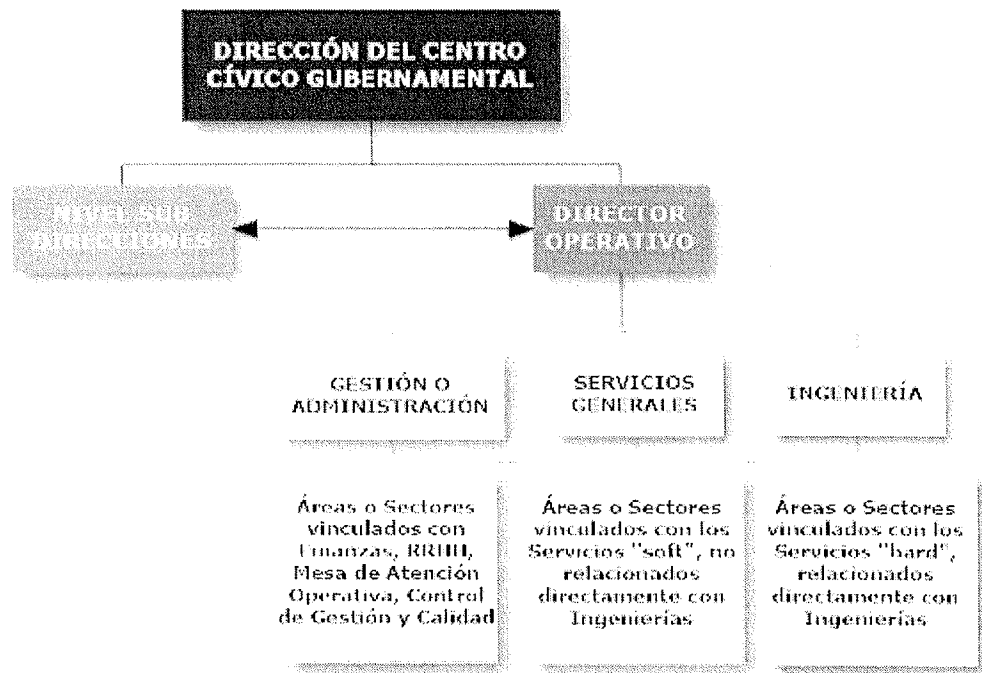 DIRECCIÓN DEL CENTRO
CÍVICO GUBERNAMENTAL
NIVEL SUB
DIRECCIONES
DIRECTOR
OPERATIVO
GESTIÓN O
ADMINISTRACIÓN
SERVICIOS
GENERALES
INGENIERÍA
Áreas o Sectores
vinculados con
Finanzas, RRHH,
Mesa de Atención
Operativa, Control
de Gestión y Calidad
Áreas o Sectores
vinculados con los
Servicios "soft", no
relacionados
directamente con
Ingenierías
Áreas o Sectores
vinculados con los
Servicios "hard",
relacionados
directamente con
Ingenierías